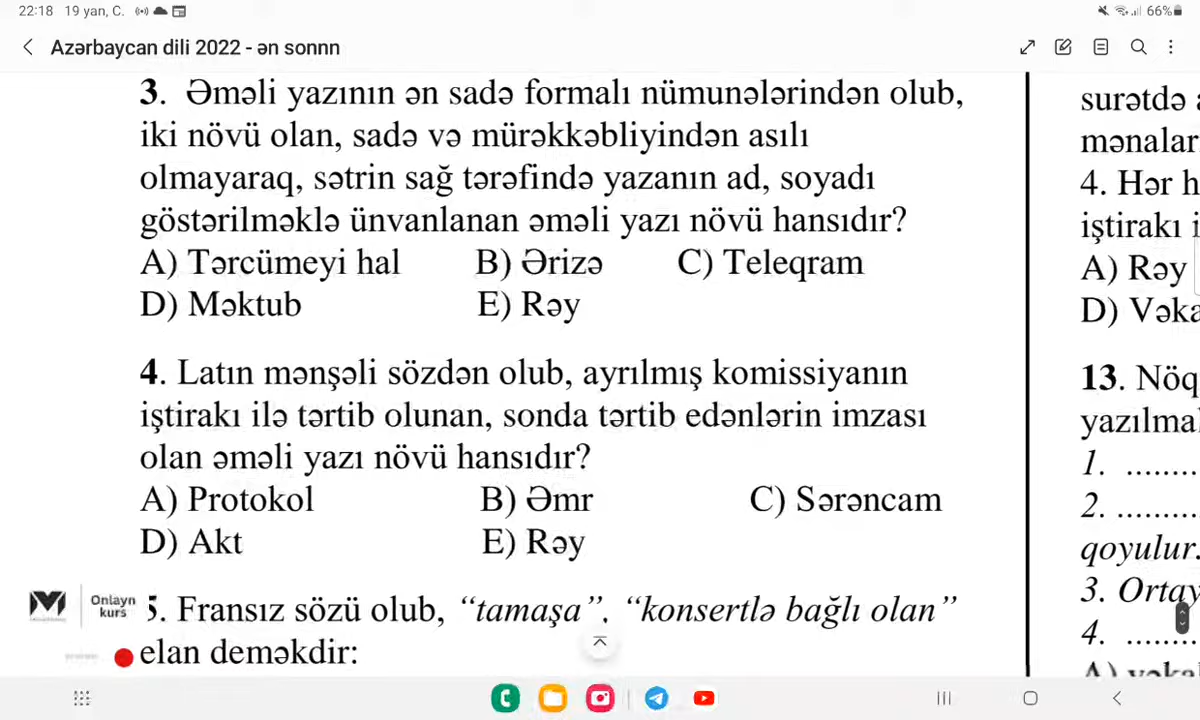 22:18 19 yan, C.
66%
Azərbaycan dili 2022 - ən sonnn
3. Əməli yazının ən sadə formalı nümunələrindən olub,
iki növü olan, sadə və mürəkkəbliyindən asılı
olmayaraq, sətrin sağ tərəfində yazanın ad, soyadı
göstərilməklə ünvanlanan əməli yazı növü hansıdır?
A) Tərcümeyi hal B) Ərizə C) Teleqram
D) Məktub E) Rəy
4. Latın mənşəli sözdən olub, ayrılmış komissiyanın
iştirakı ilə tərtib olunan, sonda tərtib edənlərin imzası
olan əməli yazı növü hansıdır?
A) Protokol B) Əmr C) Sərəncam
D) Akt E) Rəy
Onlayn
kurs
5. Fransız sözü olub, “tamaşa”, “konsertlə bağlı olan”
elan deməkdir:
surətdə
mənalar
4. Hər h
iştirakı i
A) Rəy
D) Vəka
13. Nöq
yazılma
1. ........
2. .........
qoyulur.
3. Ortay
4. ........
A) vəkal